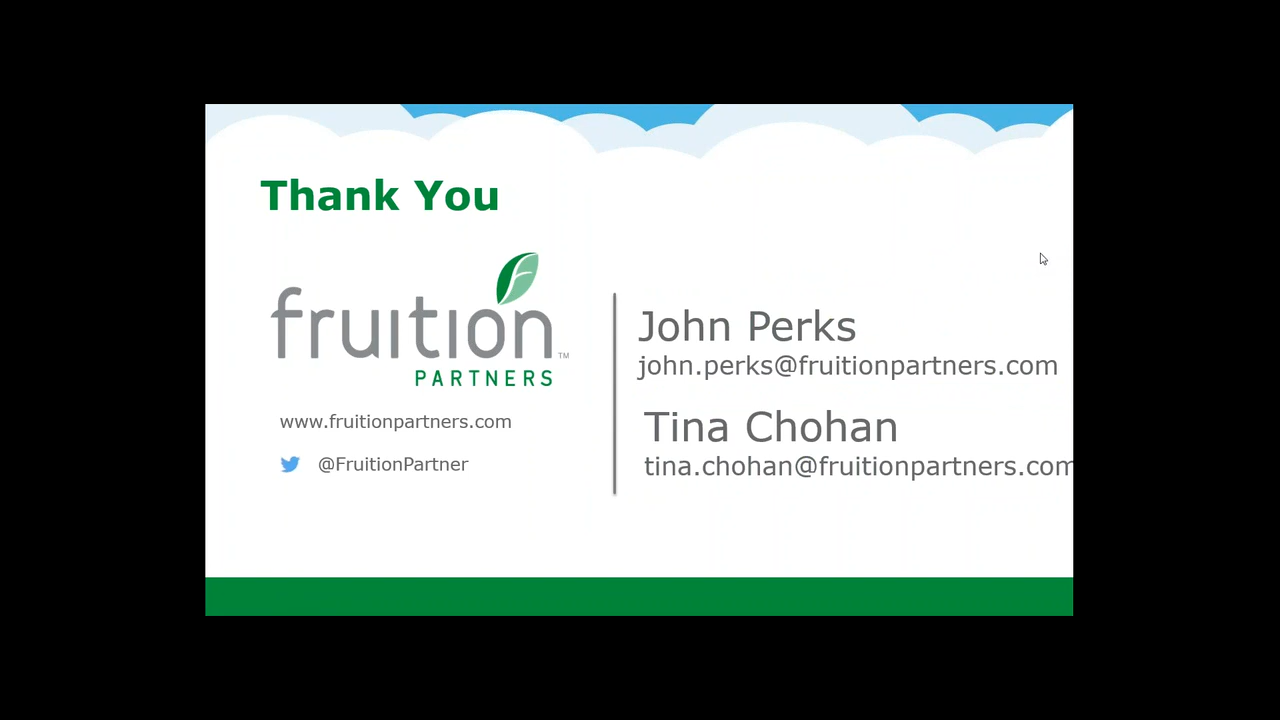 Thank You
fruition
TM
PARTNERS
www.fruitionpartners.com
@FruitionPartner
John Perks
john.perks@fruitionpartners.com
Tina Chohan
tina.chohan@fruitionpartners.com